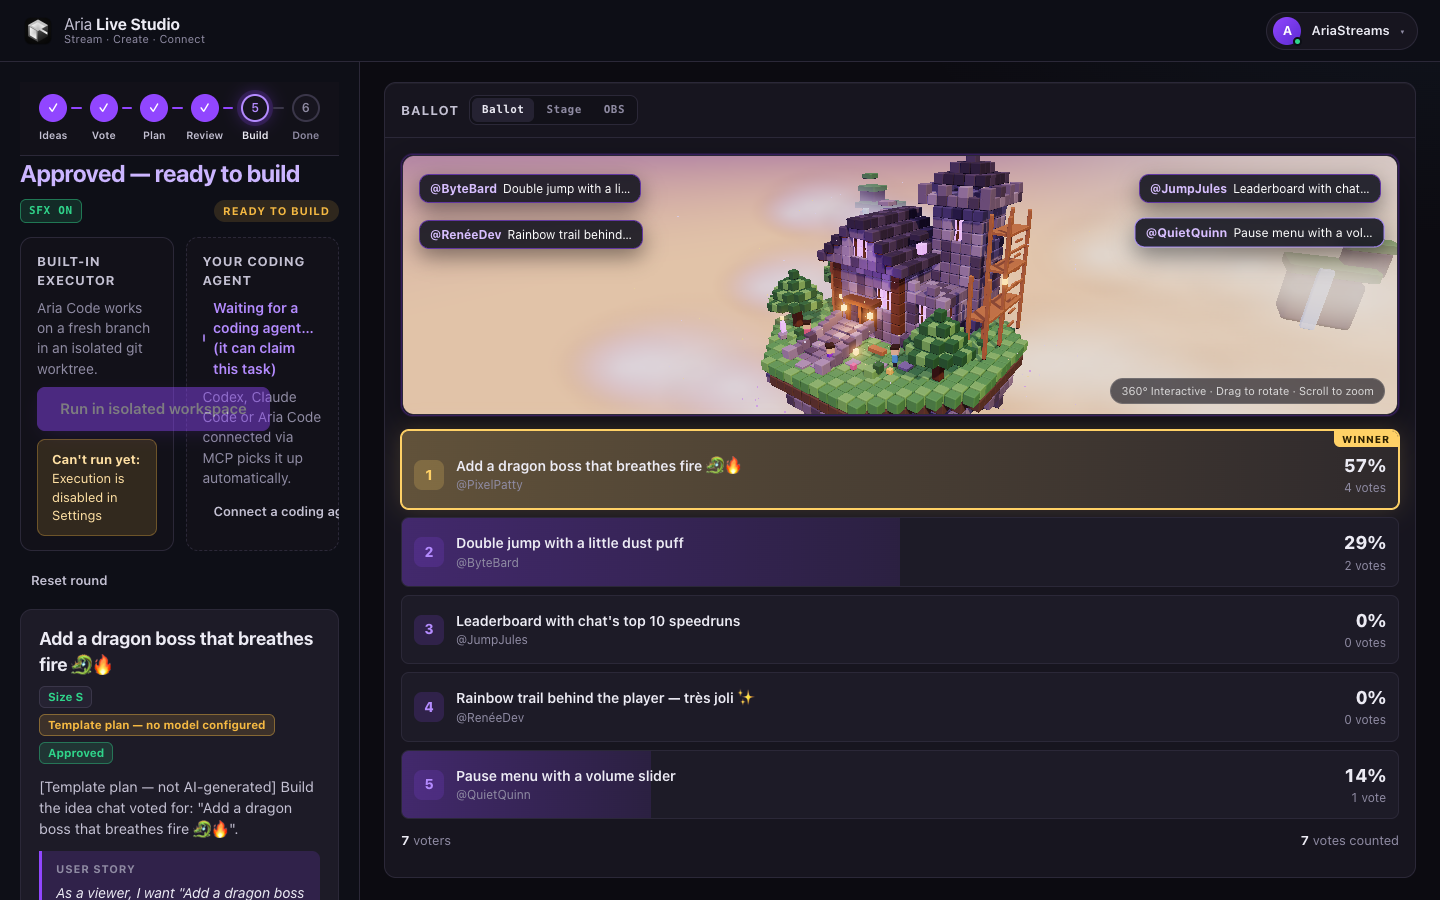 Aria Live Studio
Stream · Create · Connect
A
AriaStreams
Ideas
Vote
Plan
Review
5
Build
6
Done
Approved — ready to build
SFX ON
READY TO BUILD
BUILT-IN
EXECUTOR
Aria Code works
on a fresh branch
in an isolated git
worktree.
Run in isolated workspace
Can't run yet:
Execution is
disabled in
Settings
YOUR CODING
AGENT
Waiting for a
coding agent...
(it can claim
this task)
Codex, Claude
Code or Aria Code
connected via
MCP picks it up
automatically.
Connect a coding ag
Reset round
Add a dragon boss that breathes
fire 🐉🔥
Size S
Template plan — no model configured
Approved
[Template plan — not AI-generated] Build
the idea chat voted for: "Add a dragon
boss that breathes fire 🐉🔥".
USER STORY
As a viewer, I want "Add a dragon boss
BALLOT
Ballot
Stage
OBS
@ByteBard Double jump with a li...
@RenéeDev Rainbow trail behind...
@JumpJules Leaderboard with chat...
@QuietQuinn Pause menu with a vol...
360° Interactive · Drag to rotate · Scroll to zoom
WINNER
1
Add a dragon boss that breathes fire 🐉🔥
@PixelPatty
57%
4 votes
2
Double jump with a little dust puff
@ByteBard
29%
2 votes
3
Leaderboard with chat's top 10 speedruns
@JumpJules
0%
0 votes
4
Rainbow trail behind the player — très joli ✨
@RenéeDev
0%
0 votes
5
Pause menu with a volume slider
@QuietQuinn
14%
1 vote
7 voters
7 votes counted